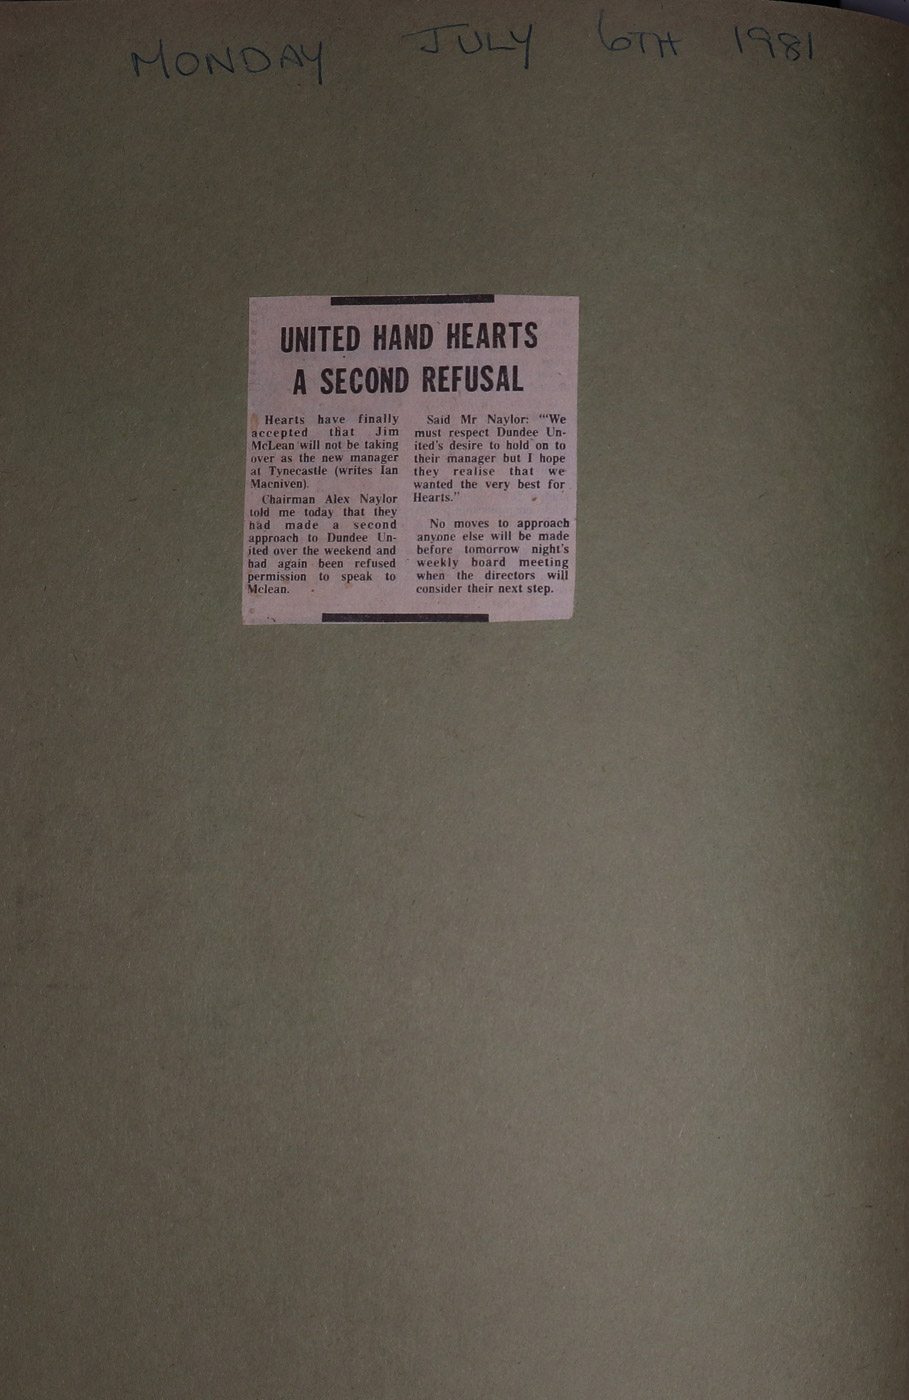 MONDAY JULY 6TH 1981
UNITED HAND HEARTS
A SECOND REFUSAL
Hearts have finally
accepted that Jim
McLean will not be taking
over as the new manager
at Tynecastle (writes Ian
Macniven).
Chairman Alex Naylor
told me today that they
had made a second
approach to Dundee Un-
ited over the weekend and
had again been refused
permission to speak to
Mclean.
Said Mr Naylor: "'We
must respect Dundee Un-
ited's desire to hold on to
their manager but I hope
they realise that we
wanted the very best for
Hearts."
No moves to approach
anyone else will be made
before tomorrow night's
weekly board meeting
when the directors will
consider their next step.